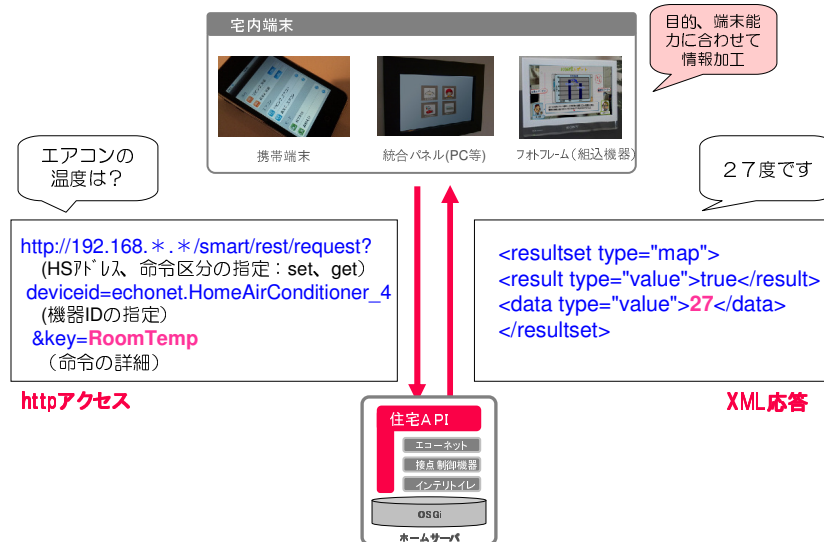 宅内端末
目的、端末能
力に合わせて
情報加工
携帯端末
統合パネル(PC等)
フォトフレーム(組込機器)
エアコンの
温度は?
27度です
http://192.168.*.*/smart/rest/request?
(HSアドレス、命令区分の指定:set、get)
deviceid=echonet.HomeAirConditioner_4
(機器IDの指定)
&key=RoomTemp
(命令の詳細)
<resultset type="map">
<result type="value">true</result>
<data type="value">27</data>
</resultset>
httpアクセス
XML応答
住宅API
エコーネット
接点制御機器
インテリトイレ
OSGi
ホームサーバ